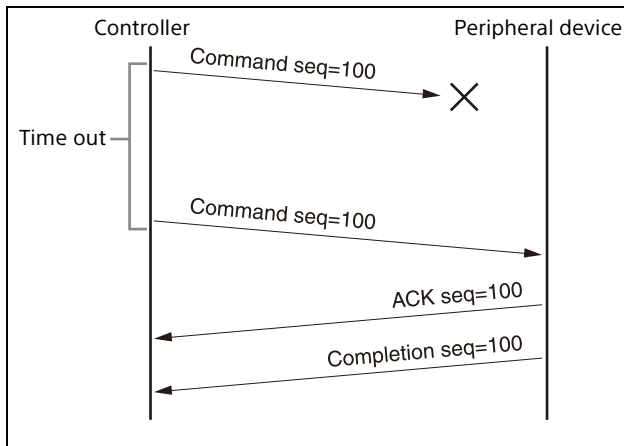 Controller
Peripheral device
Command seq=100
Time out
Command seq=100
ACK seq=100
Completion seq=100